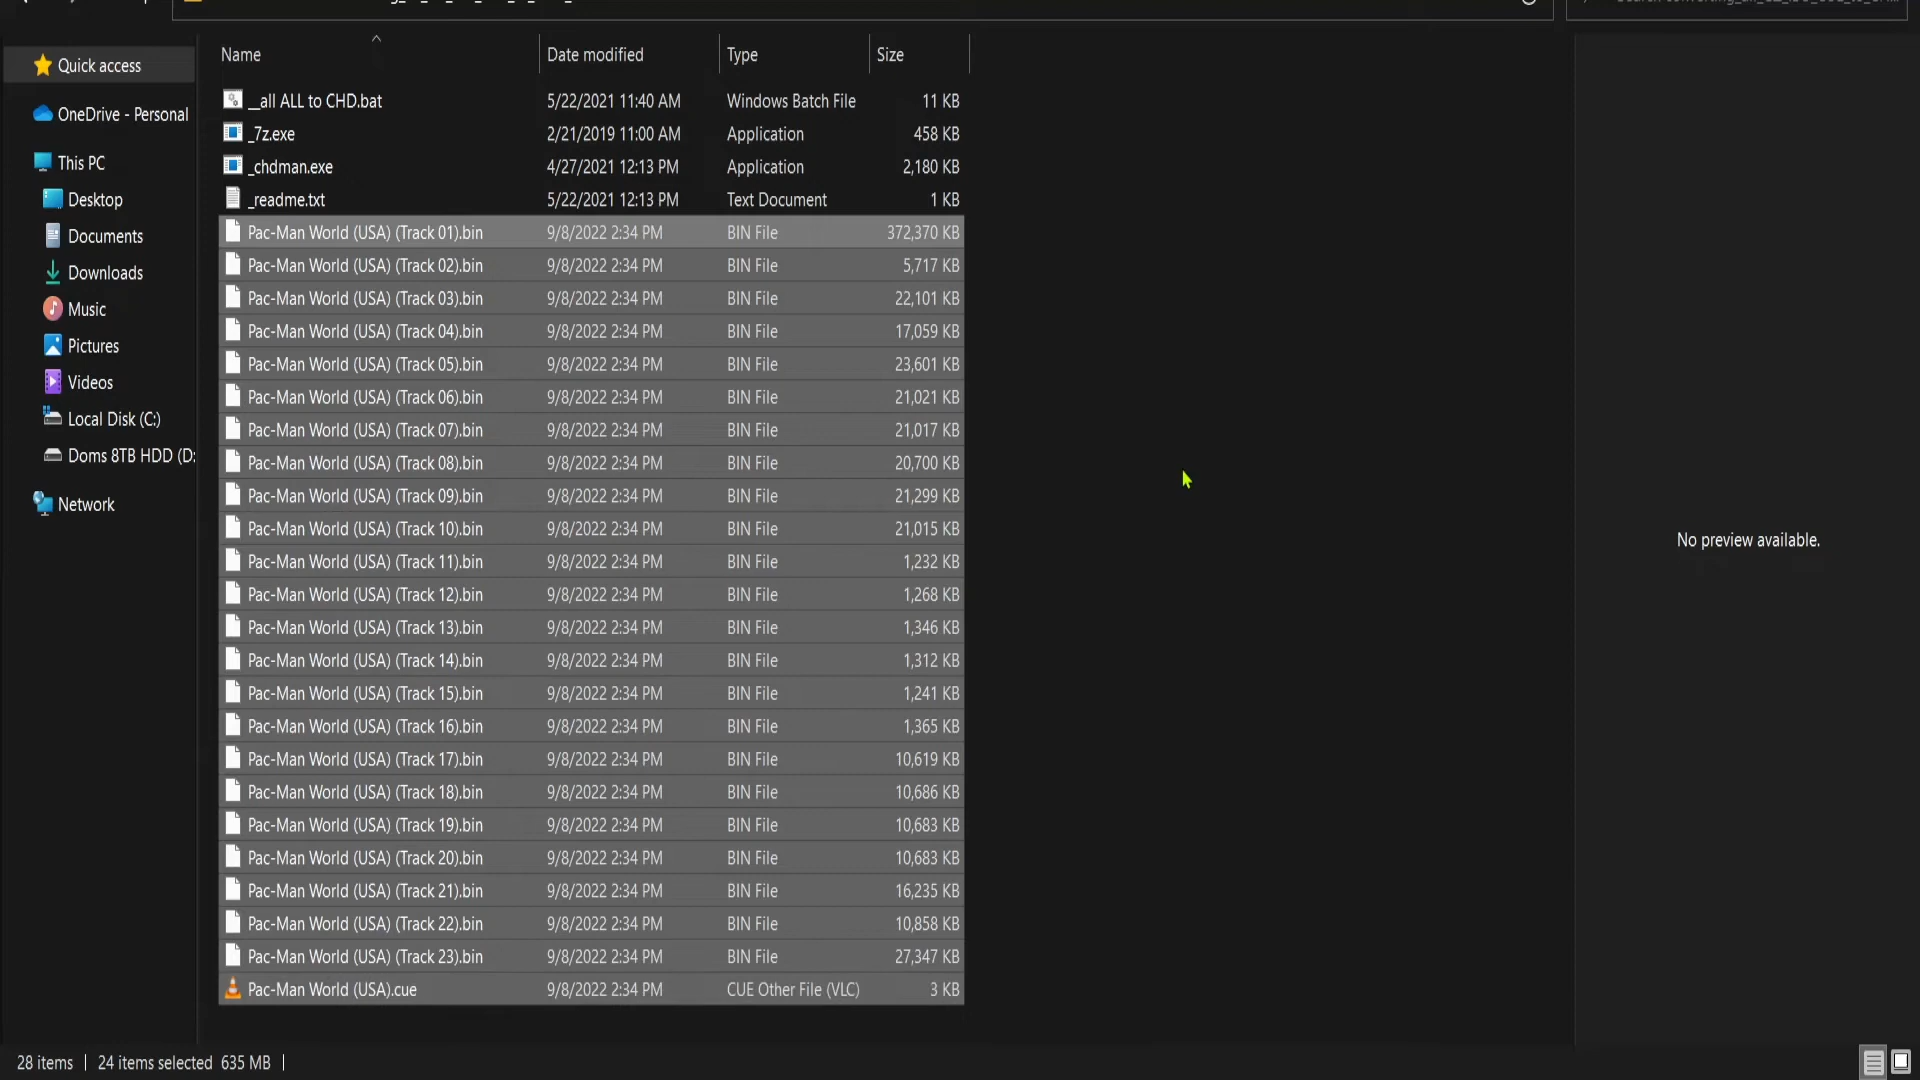 Name Date modified Type Size
Quick access
OneDrive - Personal
This PC
Desktop
Documents
Downloads
Music
Pictures
Videos
Local Disk (C:)
Doms 8TB HDD (D:
Network
__all ALL to CHD.bat 5/22/2021 11:40 AM Windows Batch File 11 KB
_7z.exe 2/21/2019 11:00 AM Application 458 KB
_chdman.exe 4/27/2021 12:13 PM Application 2,180 KB
_readme.txt 5/22/2021 12:13 PM Text Document 1 KB
Pac-Man World (USA) (Track 01).bin 9/8/2022 2:34 PM BIN File 372,370 KB
Pac-Man World (USA) (Track 02).bin 9/8/2022 2:34 PM BIN File 5,717 KB
Pac-Man World (USA) (Track 03).bin 9/8/2022 2:34 PM BIN File 22,101 KB
Pac-Man World (USA) (Track 04).bin 9/8/2022 2:34 PM BIN File 17,059 KB
Pac-Man World (USA) (Track 05).bin 9/8/2022 2:34 PM BIN File 23,601 KB
Pac-Man World (USA) (Track 06).bin 9/8/2022 2:34 PM BIN File 21,021 KB
Pac-Man World (USA) (Track 07).bin 9/8/2022 2:34 PM BIN File 21,017 KB
Pac-Man World (USA) (Track 08).bin 9/8/2022 2:34 PM BIN File 20,700 KB
Pac-Man World (USA) (Track 09).bin 9/8/2022 2:34 PM BIN File 21,299 KB
Pac-Man World (USA) (Track 10).bin 9/8/2022 2:34 PM BIN File 21,015 KB
Pac-Man World (USA) (Track 11).bin 9/8/2022 2:34 PM BIN File 1,232 KB
Pac-Man World (USA) (Track 12).bin 9/8/2022 2:34 PM BIN File 1,268 KB
Pac-Man World (USA) (Track 13).bin 9/8/2022 2:34 PM BIN File 1,346 KB
Pac-Man World (USA) (Track 14).bin 9/8/2022 2:34 PM BIN File 1,312 KB
Pac-Man World (USA) (Track 15).bin 9/8/2022 2:34 PM BIN File 1,241 KB
Pac-Man World (USA) (Track 16).bin 9/8/2022 2:34 PM BIN File 1,365 KB
Pac-Man World (USA) (Track 17).bin 9/8/2022 2:34 PM BIN File 10,619 KB
Pac-Man World (USA) (Track 18).bin 9/8/2022 2:34 PM BIN File 10,686 KB
Pac-Man World (USA) (Track 19).bin 9/8/2022 2:34 PM BIN File 10,683 KB
Pac-Man World (USA) (Track 20).bin 9/8/2022 2:34 PM BIN File 10,683 KB
Pac-Man World (USA) (Track 21).bin 9/8/2022 2:34 PM BIN File 16,235 KB
Pac-Man World (USA) (Track 22).bin 9/8/2022 2:34 PM BIN File 10,858 KB
Pac-Man World (USA) (Track 23).bin 9/8/2022 2:34 PM BIN File 27,347 KB
Pac-Man World (USA).cue 9/8/2022 2:34 PM CUE Other File (VLC) 3 KB
No preview available.
28 items 24 items selected 635 MB